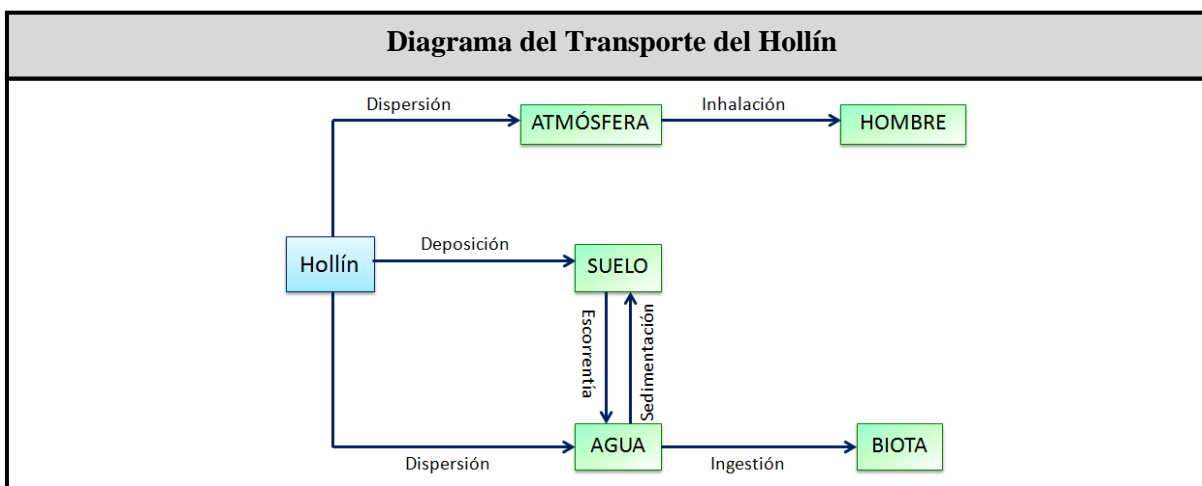 Diagrama del Transporte del Hollín
Dispersión
Inhalación
ATMÓSFERA
HOMBRE
Deposición
Hollín
SUELO
Escorrentía
Sedimentación
AGUA
BIOTA
Dispersión
Ingestión